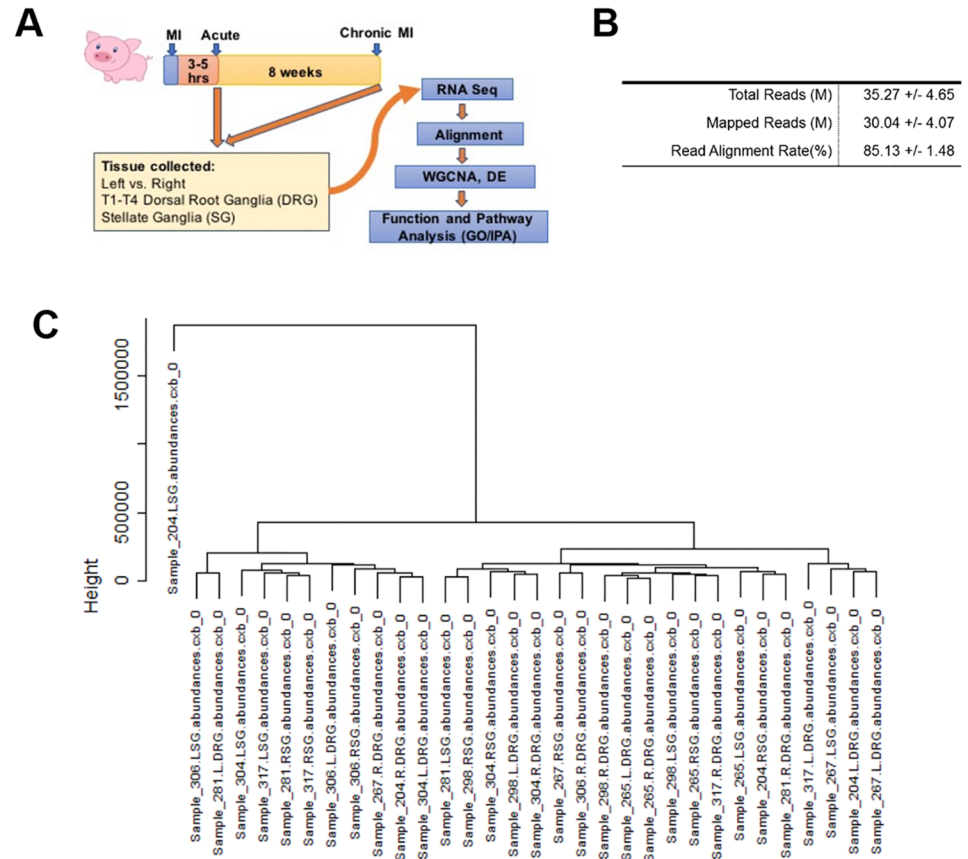 A
MI
Acute
Chronic MI
3-5
hrs
8 weeks
RNA Seq
Alignment
WGCNA, DE
Function and Pathway
Analysis (GO/IPA)
Tissue collected:
Left vs. Right
T1-T4 Dorsal Root Ganglia (DRG)
Stellate Ganglia (SG)
B
Total Reads (M) 35.27 +/- 4.65
Mapped Reads (M) 30.04 +/- 4.07
Read Alignment Rate(%) 85.13 +/- 1.48
C
Height
1500000
500000
0
Sample_204.LSG.abundances.cxb_0
Sample_306.LSG.abundances.cxb_0
Sample_281.L.DRG.abundances.cxb_0
Sample_304.LSG.abundances.cxb_0
Sample_317.LSG.abundances.cxb_0
Sample_281.RSG.abundances.cxb_0
Sample_317.RSG.abundances.cxb_0
Sample_306.L.DRG.abundances.cxb_0
Sample_306.RSG.abundances.cxb_0
Sample_267.R.DRG.abundances.cxb_0
Sample_204.R.DRG.abundances.cxb_0
Sample_304.L.DRG.abundances.cxb_0
Sample_281.LSG.abundances.cxb_0
Sample_298.RSG.abundances.cxb_0
Sample_304.RSG.abundances.cxb_0
Sample_298.L.DRG.abundances.cxb_0
Sample_304.R.DRG.abundances.cxb_0
Sample_267.RSG.abundances.cxb_0
Sample_306.R.DRG.abundances.cxb_0
Sample_298.R.DRG.abundances.cxb_0
Sample_265.L.DRG.abundances.cxb_0
Sample_265.R.DRG.abundances.cxb_0
Sample_298.LSG.abundances.cxb_0
Sample_265.RSG.abundances.cxb_0
Sample_317.R.DRG.abundances.cxb_0
Sample_265.LSG.abundances.cxb_0
Sample_204.RSG.abundances.cxb_0
Sample_281.R.DRG.abundances.cxb_0
Sample_317.L.DRG.abundances.cxb_0
Sample_267.LSG.abundances.cxb_0
Sample_204.L.DRG.abundances.cxb_0
Sample_267.L.DRG.abundances.cxb_0